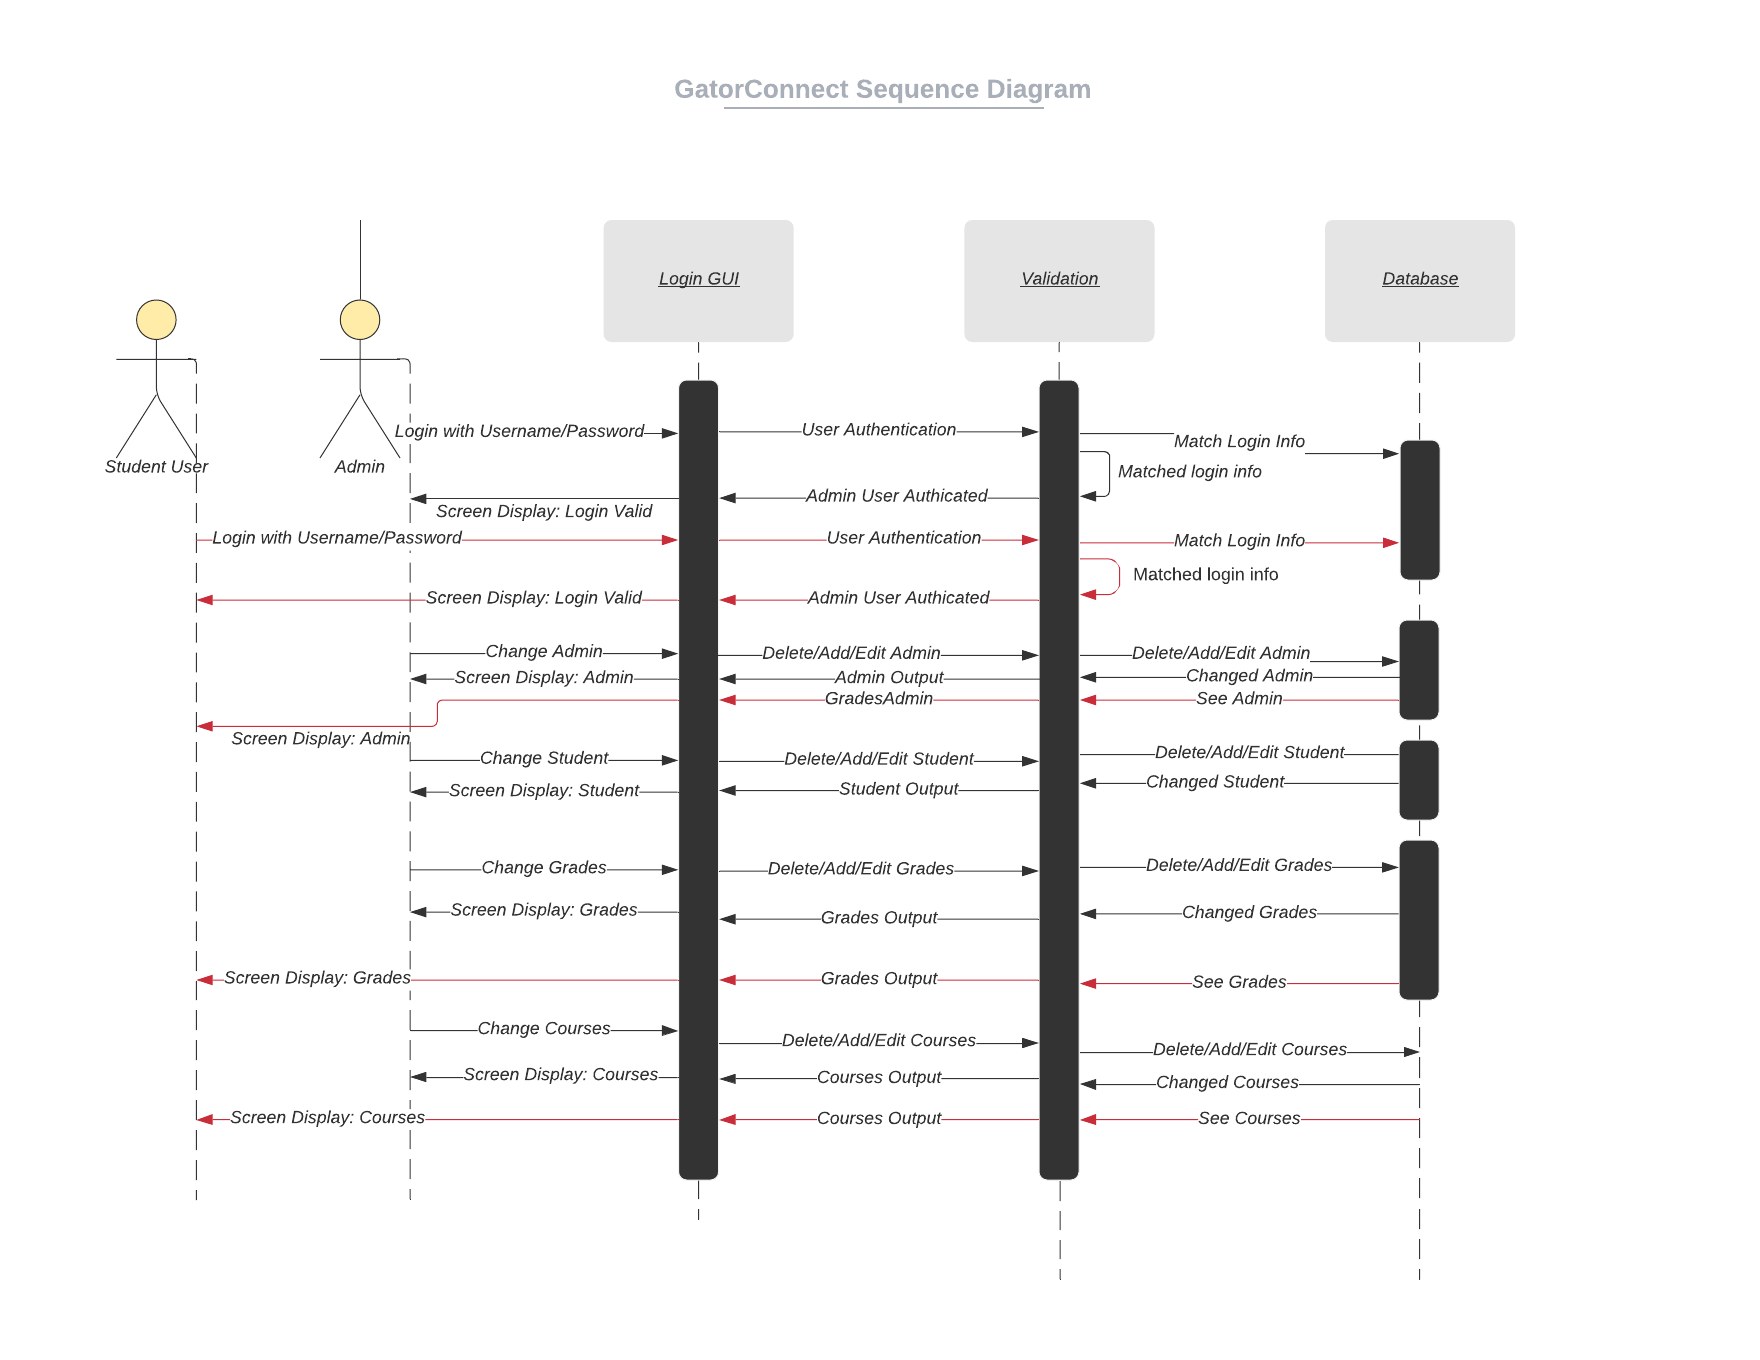 GatorConnect Sequence Diagram
Login GUI
Validation
Database
Student User
Admin
Login with Username/Password
User Authentication
Match Login Info
Matched login info
Admin User Authicated
Screen Display: Login Valid
Login with Username/Password
User Authentication
Match Login Info
Matched login info
Screen Display: Login Valid
Admin User Authicated
Change Admin
Delete/Add/Edit Admin
Delete/Add/Edit Admin
Screen Display: Admin
Admin Output
Changed Admin
GradesAdmin
See Admin
Screen Display: Admin
Change Student
Delete/Add/Edit Student
Delete/Add/Edit Student
Screen Display: Student
Student Output
Changed Student
Change Grades
Delete/Add/Edit Grades
Delete/Add/Edit Grades
Screen Display: Grades
Grades Output
Changed Grades
Screen Display: Grades
Grades Output
See Grades
Change Courses
Delete/Add/Edit Courses
Delete/Add/Edit Courses
Screen Display: Courses
Courses Output
Changed Courses
Screen Display: Courses
Courses Output
See Courses